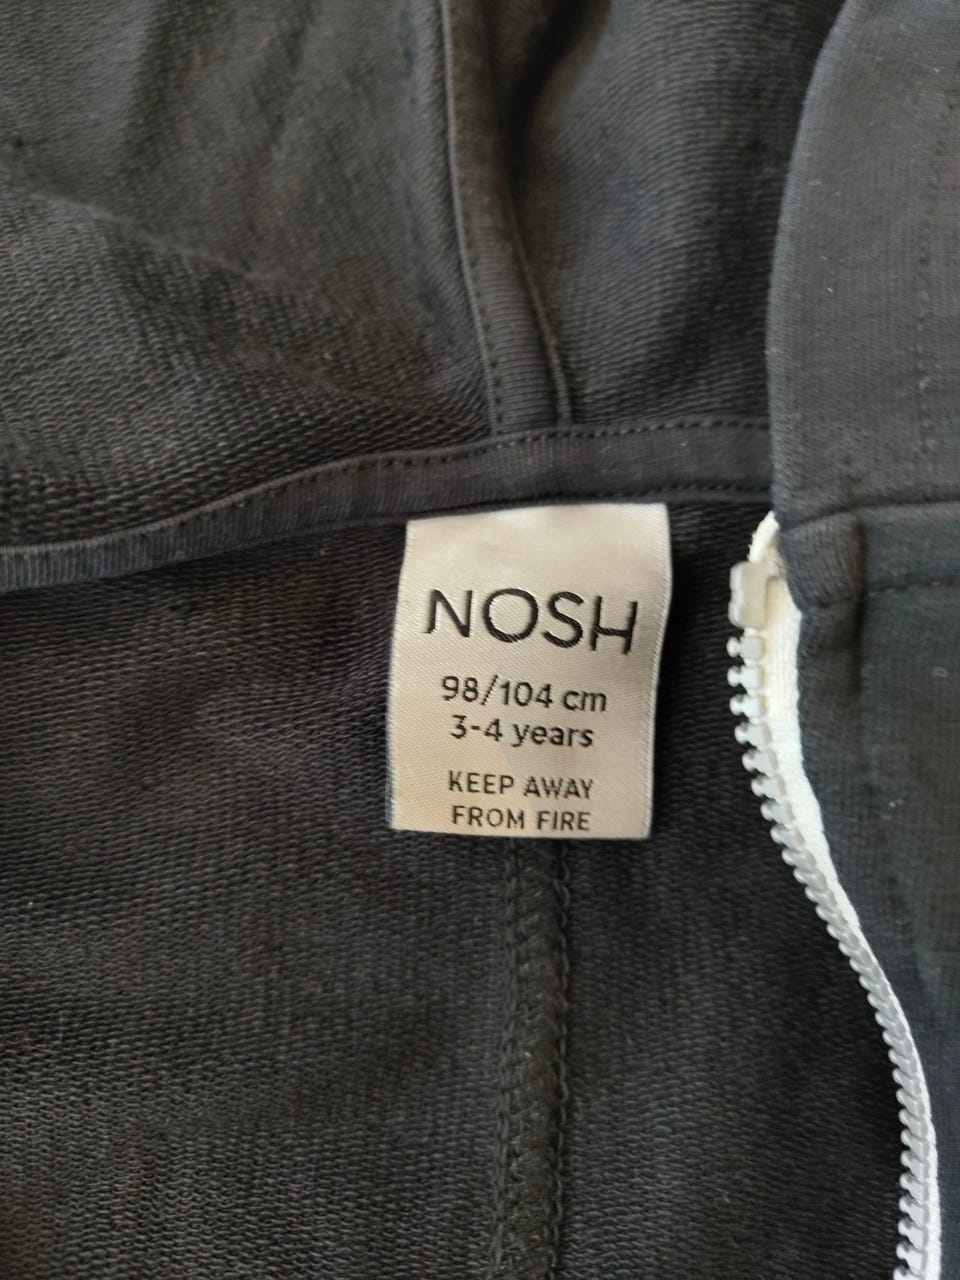 NOSH
98/104 cm
3-4 years
KEEP AWAY
FROM FIRE